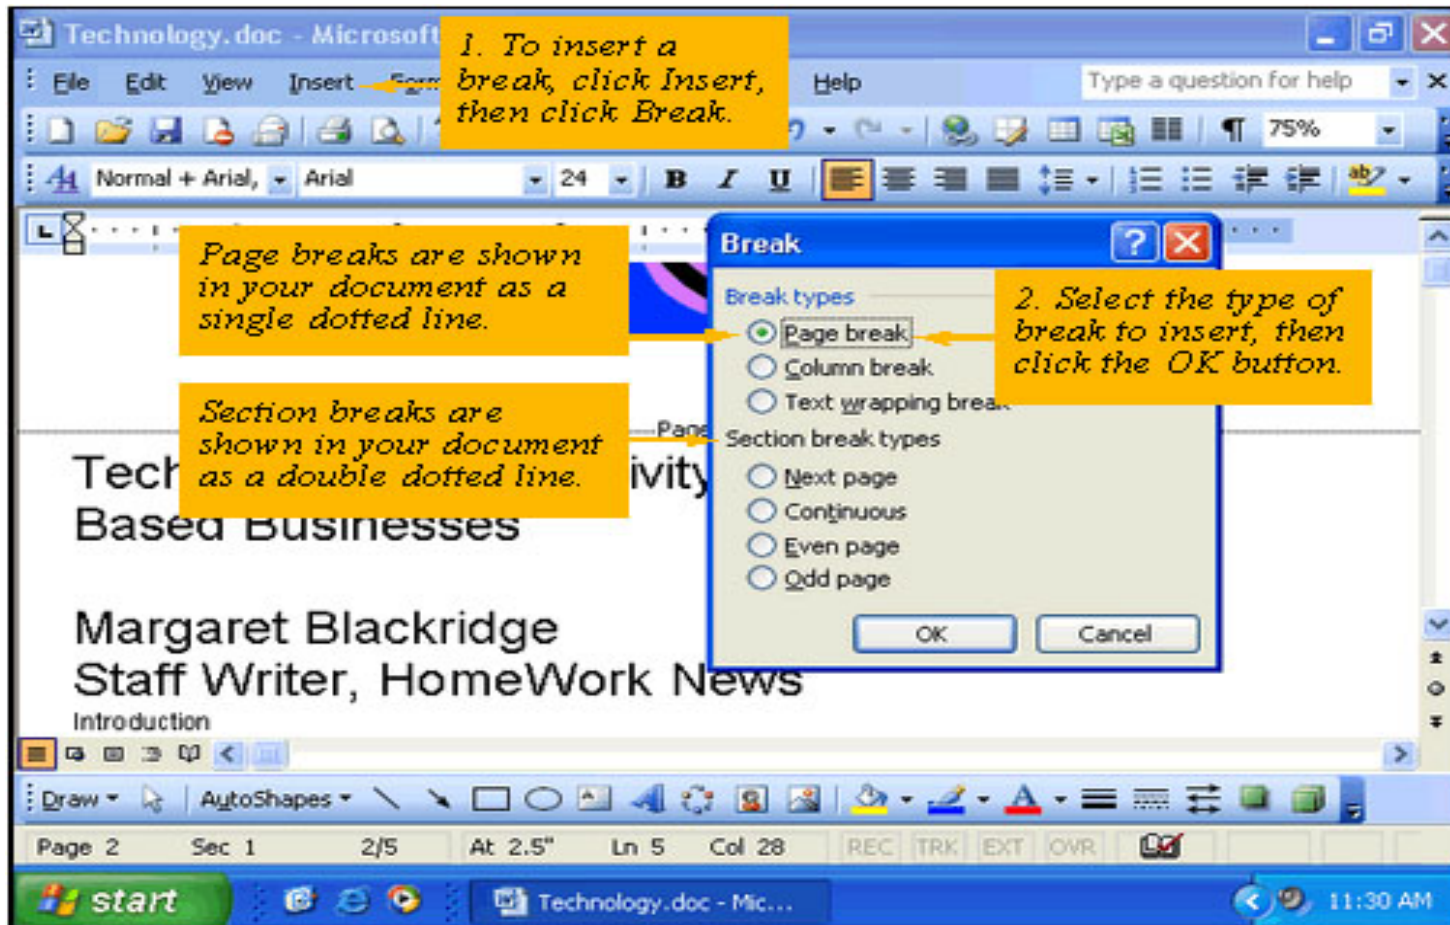 Technology.doc - Microsoft
1. To insert a
break, click Insert,
then click Break.
File Edit View Insert Form Help Type a question for help
75%
Normal + Arial, Arial 24 B I U
Page breaks are shown
in your document as a
single dotted line.
Break
Break types
Page break
Column break
Text wrapping break
2. Select the type of
break to insert, then
click the OK button.
Section breaks are
shown in your document
as a double dotted line.
Page
Section break types
Next page
Continuous
Even page
Odd page
OK Cancel
Tech ivity
Based Businesses
Margaret Blackridge
Staff Writer, HomeWork News
Introduction
Draw AutoShapes
Page 2 Sec 1 2/5 At 2.5" Ln 5 Col 28 REC TRK EXT OVR
start Technology.doc - Mic... 11:30 AM